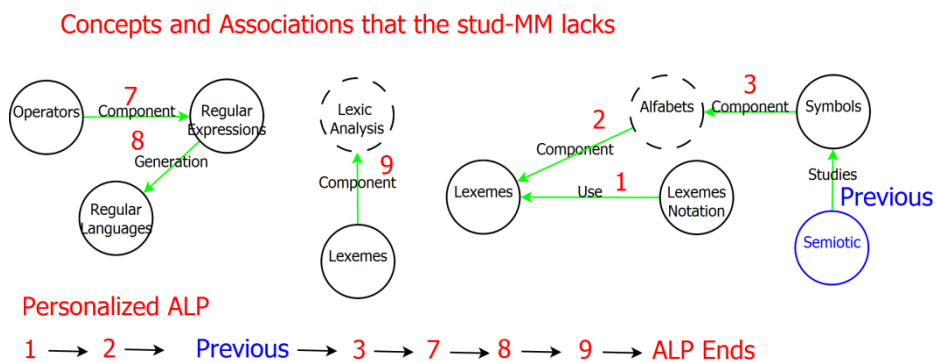 Concepts and Associations that the stud-MM lacks
Operators
7
Component
Regular
Expressions
8
Generation
Regular
Languages
Lexic
Analysis
9
Component
Lexemes
Alfabets
3
Component
Symbols
2
Component
Lexemes
Use
1
Lexemes
Notation
Studies
Previous
Semiotic
Personalized ALP
1 2 Previous 3 7 8 9 ALP Ends